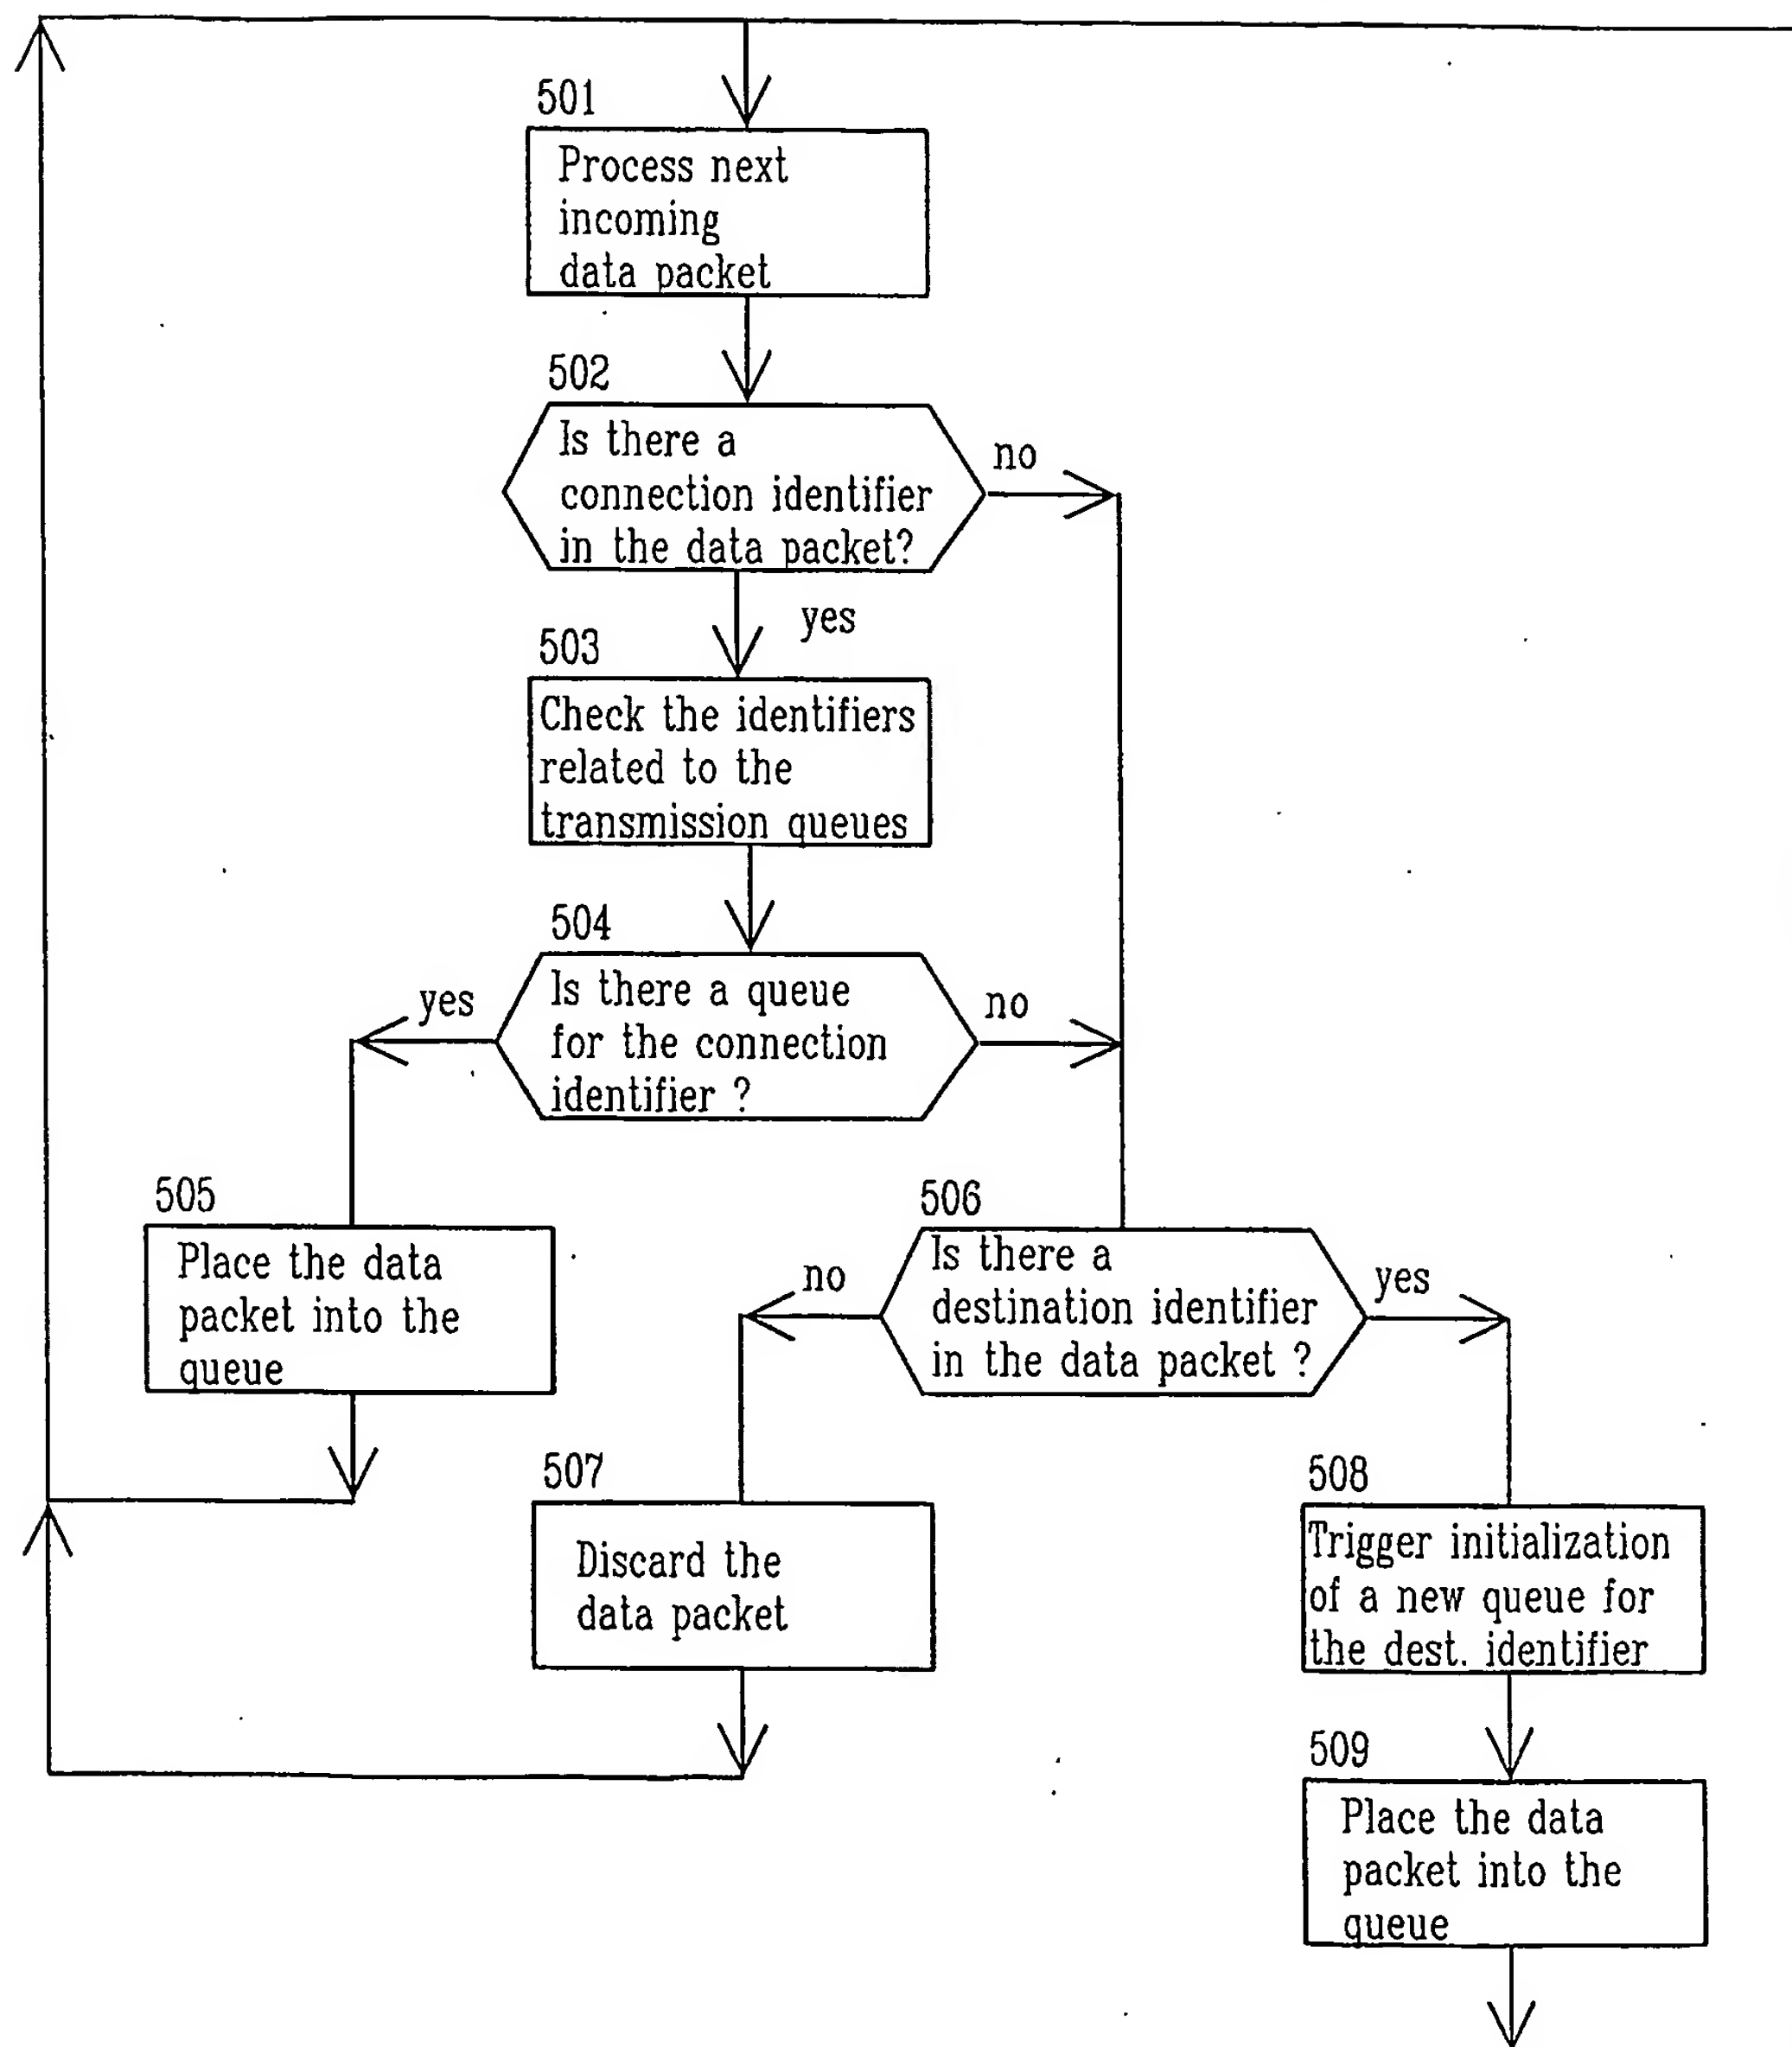 501
Process next
incoming
data packet
502
Is there a
connection identifier
in the data packet?
no
yes
503
Check the identifiers
related to the
transmission queues
504
Is there a queue
for the connection
identifier ?
yes
no
505
Place the data
packet into the
queue
506
Is there a
destination identifier
in the data packet ?
no
yes
507
Discard the
data packet
508
Trigger initialization
of a new queue for
the dest. identifier
509
Place the data
packet into the
queue